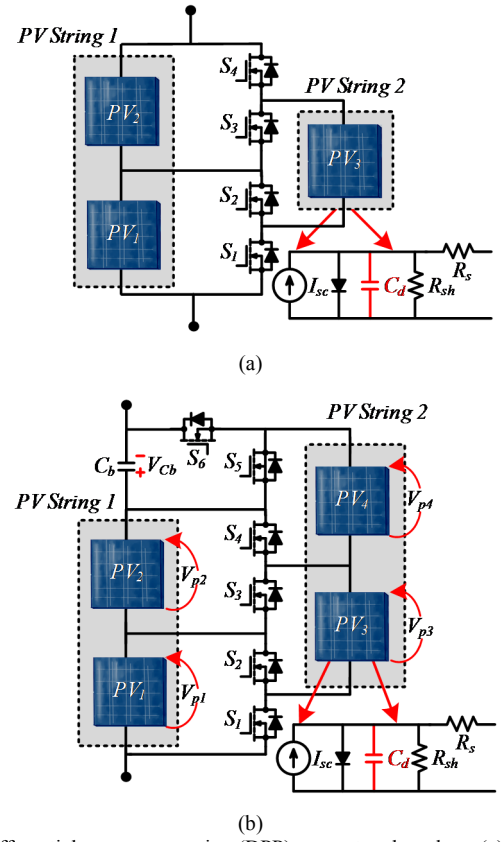 PV String 1
S4
PV String 2
PV2
S3
PV3
S2
PV1
S1
Isc
Cd
Rsh
Rs
(a)
PV String 2
S6
Cb
VCb
S5
PV String 1
PV4
Vp4
S4
PV2
Vp2
S3
PV3
Vp3
S2
PV1
Vp1
S1
Isc
Cd
Rsh
Rs
(b)